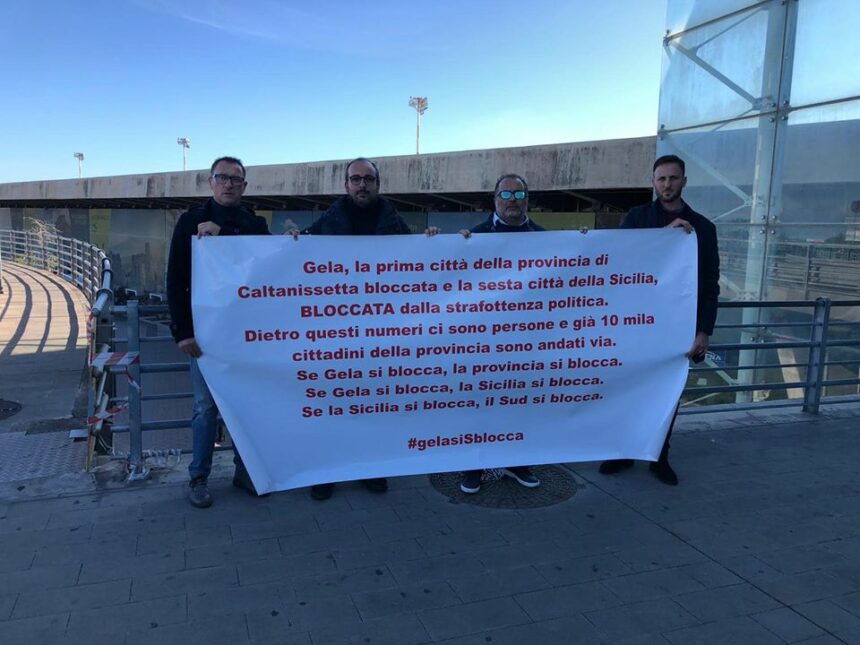 Gela, la prima città della provincia di
Caltanissetta bloccata e la sesta città della Sicilia,
BLOCCATA dalla strafottenza politica.
Dietro questi numeri ci sono persone e già 10 mila
cittadini della provincia sono andati via.
Se Gela si blocca, la provincia si blocca.
Se Gela si blocca, la Sicilia si blocca.
Se la Sicilia si blocca, il Sud si blocca.
#gelasiSblocca